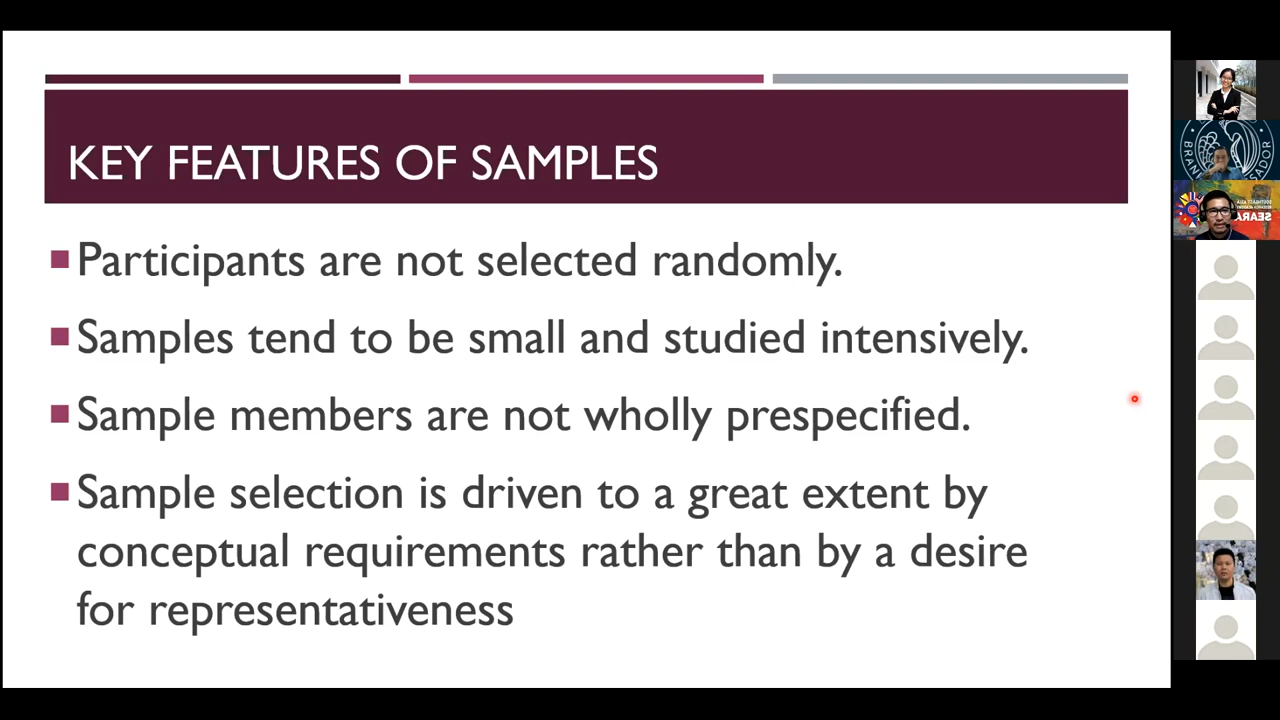 KEY FEATURES OF SAMPLES
Participants are not selected randomly.
Samples tend to be small and studied intensively.
Sample members are not wholly prespecified.
Sample selection is driven to a great extent by
conceptual requirements rather than by a desire
for representativeness